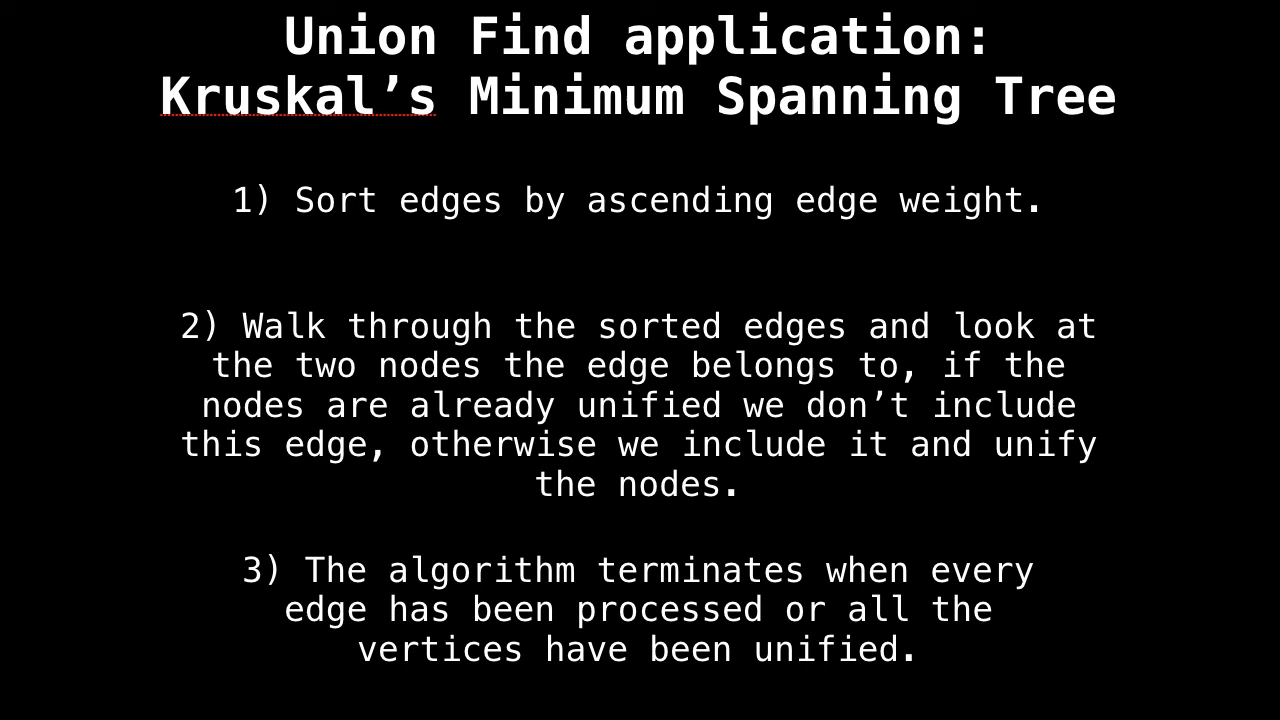 Union Find application:
Kruskal’s Minimum Spanning Tree
1) Sort edges by ascending edge weight.
2) Walk through the sorted edges and look at
the two nodes the edge belongs to, if the
nodes are already unified we don’t include
this edge, otherwise we include it and unify
the nodes.
3) The algorithm terminates when every
edge has been processed or all the
vertices have been unified.